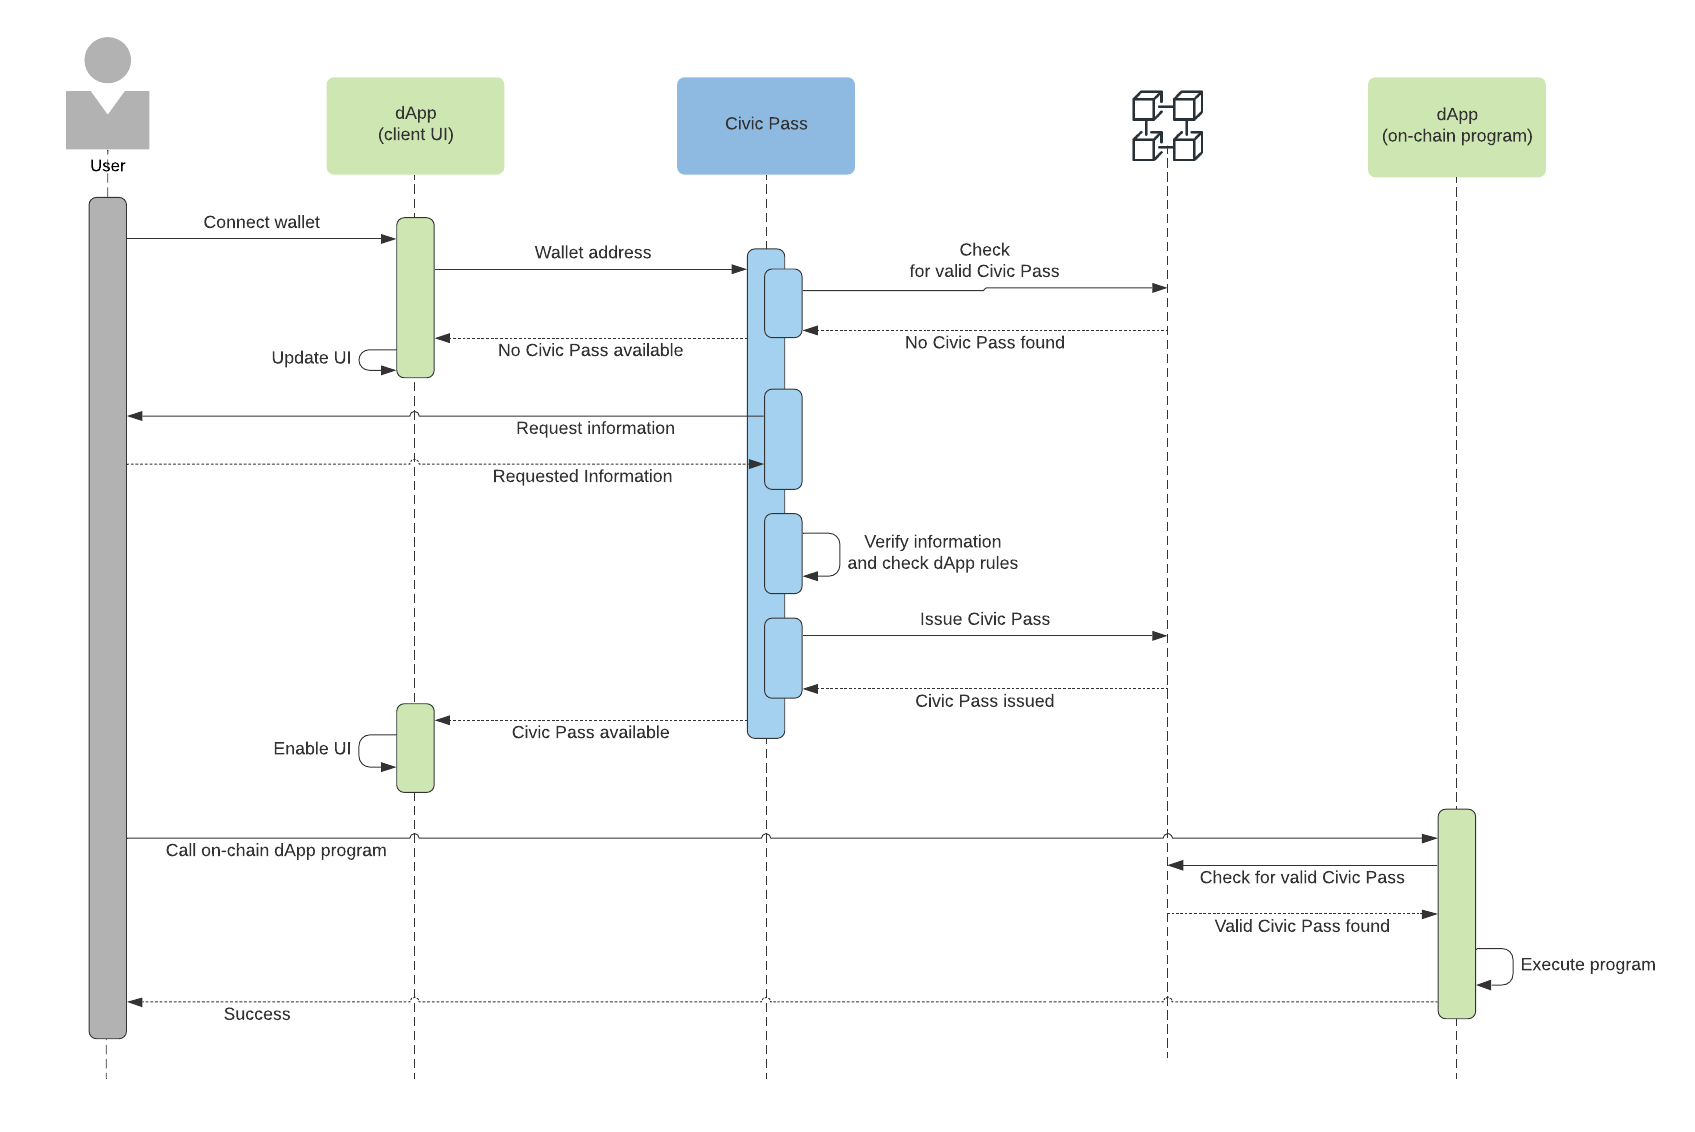 User
dApp
(client UI)
Civic Pass
dApp
(on-chain program)
Connect wallet
Wallet address
Check
for valid Civic Pass
No Civic Pass found
No Civic Pass available
Update UI
Request information
Requested Information
Verify information
and check dApp rules
Issue Civic Pass
Civic Pass issued
Civic Pass available
Enable UI
Call on-chain dApp program
Check for valid Civic Pass
Valid Civic Pass found
Execute program
Success